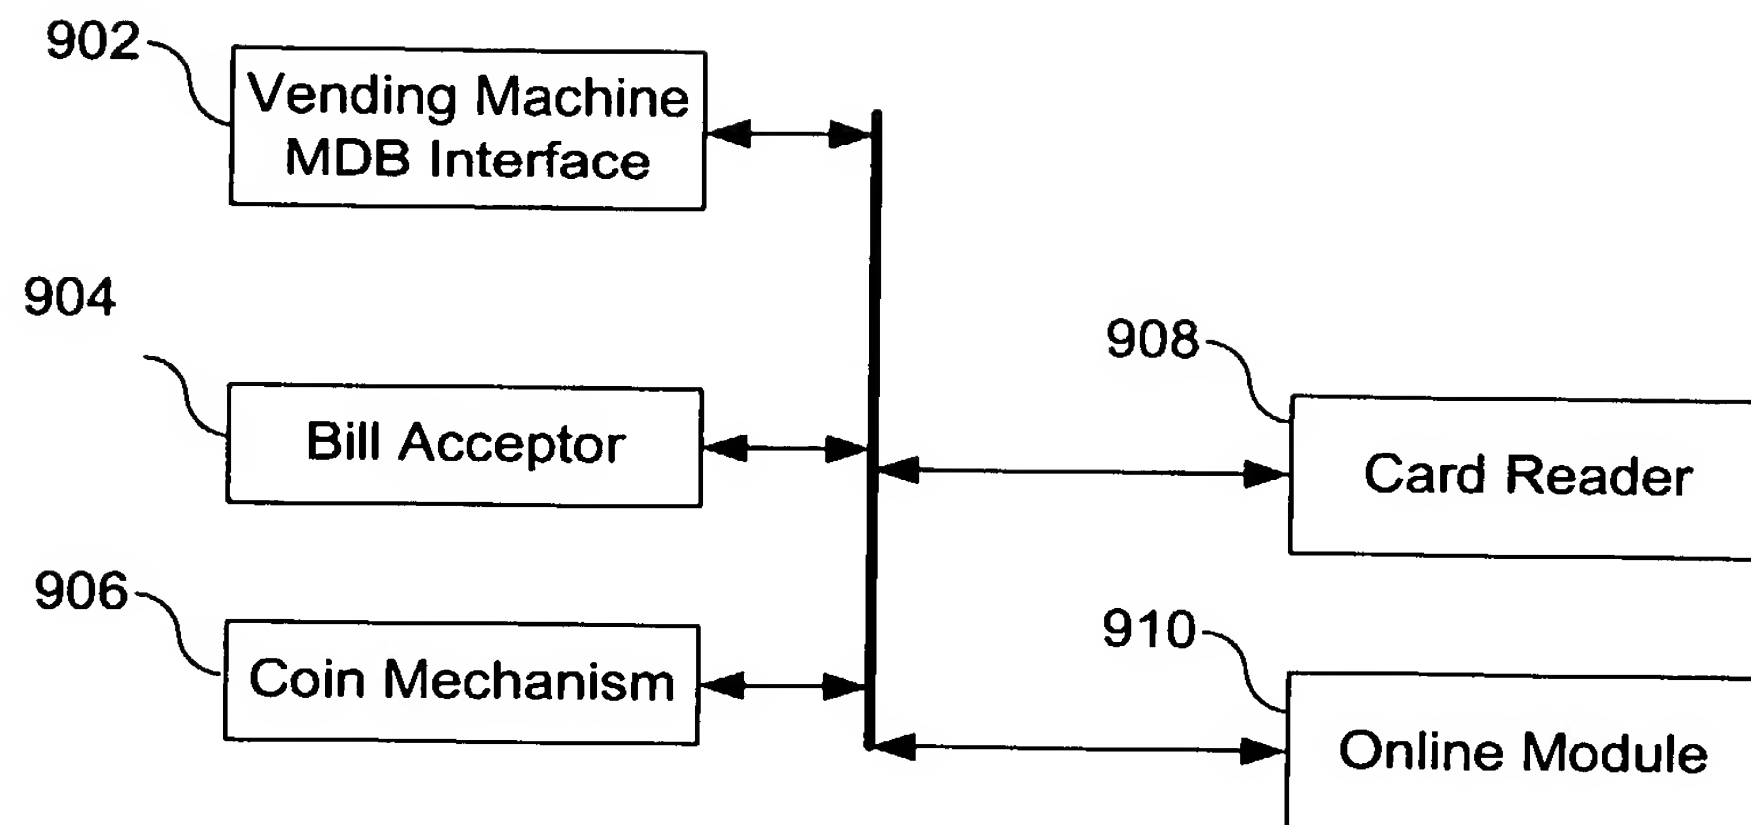 902
Vending Machine
MDB Interface
904
Bill Acceptor
908
Card Reader
906
Coin Mechanism
910
Online Module